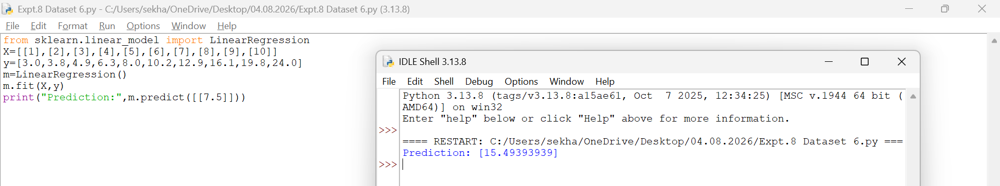 Expt.8 Dataset 6.py - C:/Users/sekha/OneDrive/Desktop/04.08.2026/Expt.8 Dataset 6.py (3.13.8)
File Edit Format Run Options Window Help
from sklearn.linear_model import LinearRegression
X=[[1],[2],[3],[4],[5],[6],[7],[8],[9],[10]]
y=[3.0,3.8,4.9,6.3,8.0,10.2,12.9,16.1,19.8,24.0]
m=LinearRegression()
m.fit(X,y)
print("Prediction:",m.predict([[7.5]]))
IDLE Shell 3.13.8
File Edit Shell Debug Options Window Help
Python 3.13.8 (tags/v3.13.8:a15ae61, Oct  7 2025, 12:34:25) [MSC v.1944 64 bit (
AMD64)] on win32
Enter "help" below or click "Help" above for more information.
>>>
==== RESTART: C:/Users/sekha/OneDrive/Desktop/04.08.2026/Expt.8 Dataset 6.py ===
Prediction: [15.49393939]
>>>